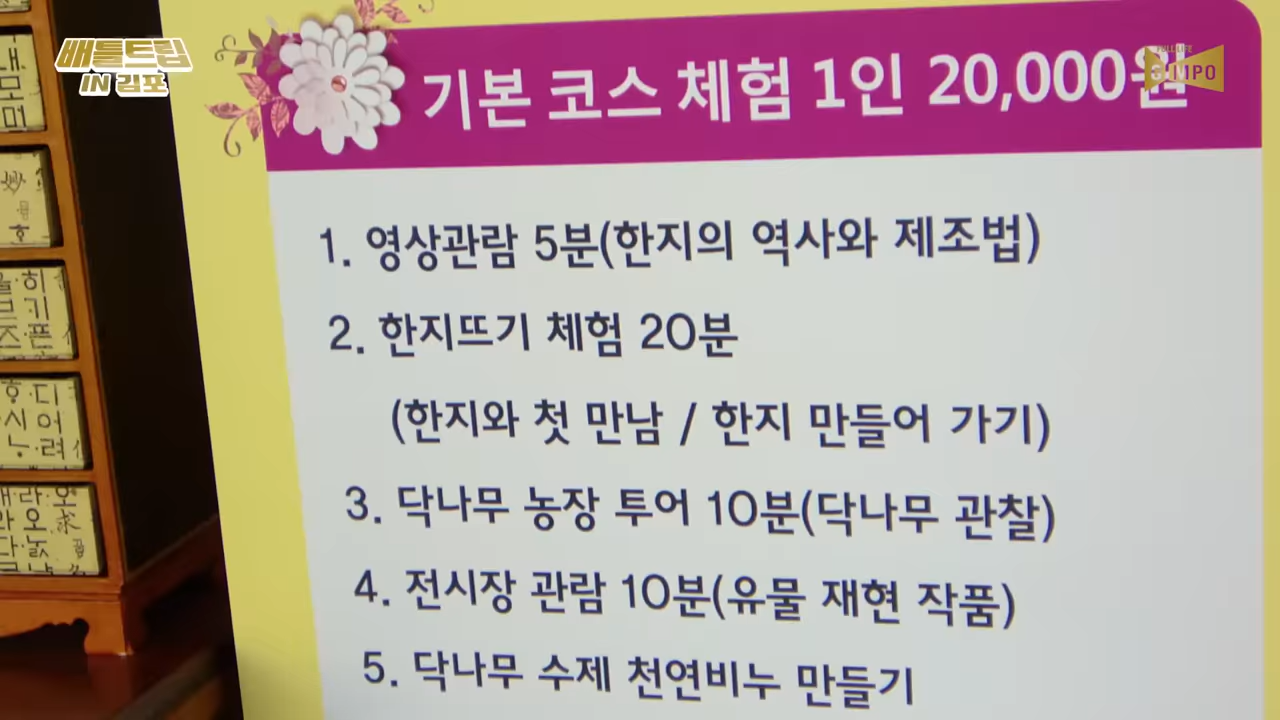 배틀트립
IN 김포
FULL LIFE
GIMPO
기본 코스 체험 1인 20,000원
1. 영상관람 5분(한지의 역사와 제조법)
2. 한지뜨기 체험 20분
(한지와 첫 만남 / 한지 만들어 가기)
3. 닥나무 농장 투어 10분(닥나무 관찰)
4. 전시장 관람 10분(유물 재현 작품)
5. 닥나무 수제 천연비누 만들기